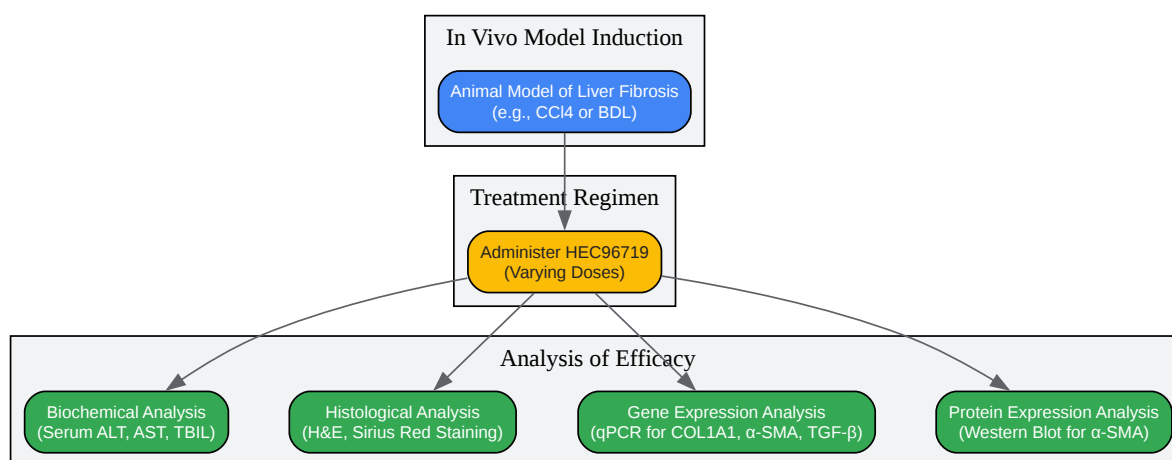 In Vivo Model Induction
Animal Model of Liver Fibrosis
(e.g., CCl4 or BDL)
Treatment Regimen
Administer HEC96719
(Varying Doses)
Analysis of Efficacy
Biochemical Analysis
(Serum ALT, AST, TBIL)
Histological Analysis
(H&E, Sirius Red Staining)
Gene Expression Analysis
(qPCR for COL1A1, α-SMA, TGF-β)
Protein Expression Analysis
(Western Blot for α-SMA)